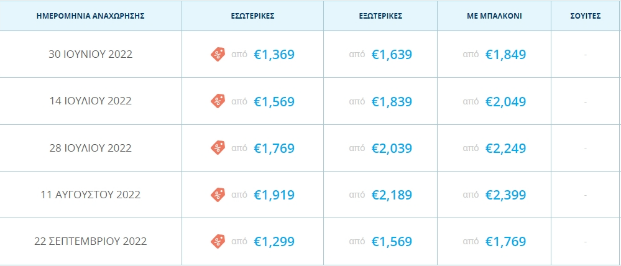 ΗΜΕΡΟΜΗΝΙΑ ΑΝΑΧΩΡΗΣΗΣ ΕΣΩΤΕΡΙΚΕΣ ΕΞΩΤΕΡΙΚΕΣ ΜΕ ΜΠΑΛΚΟΝΙ ΣΟΥΙΤΕΣ
30 ΙΟΥΝΙΟΥ 2022 από €1,369 από €1,639 από €1,849 -
14 ΙΟΥΛΙΟΥ 2022 από €1,569 από €1,839 από €2,049 -
28 ΙΟΥΛΙΟΥ 2022 από €1,769 από €2,039 από €2,249 -
11 ΑΥΓΟΥΣΤΟΥ 2022 από €1,919 από €2,189 από €2,399 -
22 ΣΕΠΤΕΜΒΡΙΟΥ 2022 από €1,299 από €1,569 από €1,769 -